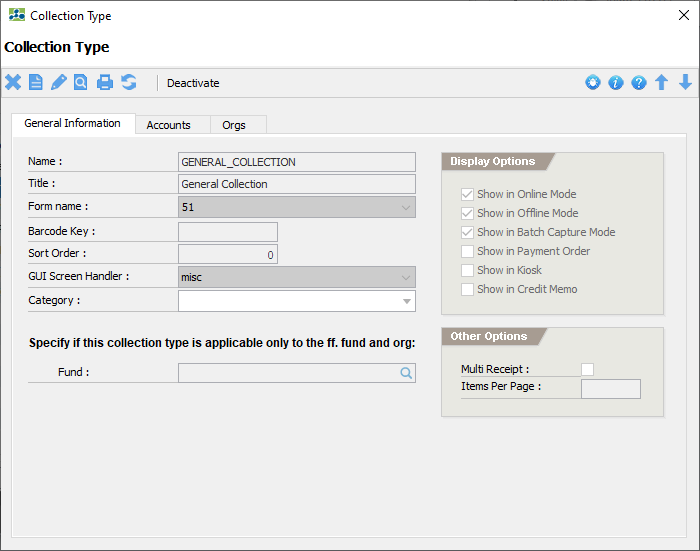 Collection Type
Collection Type
Deactivate
General Information
Accounts
Orgs
Name :
GENERAL_COLLECTION
Title :
General Collection
Form name :
51
Barcode Key :
Sort Order :
0
GUI Screen Handler :
misc
Category :
Specify if this collection type is applicable only to the ff. fund and org:
Fund :
Display Options
Show in Online Mode
Show in Offline Mode
Show in Batch Capture Mode
Show in Payment Order
Show in Kiosk
Show in Credit Memo
Other Options
Multi Receipt :
Items Per Page :